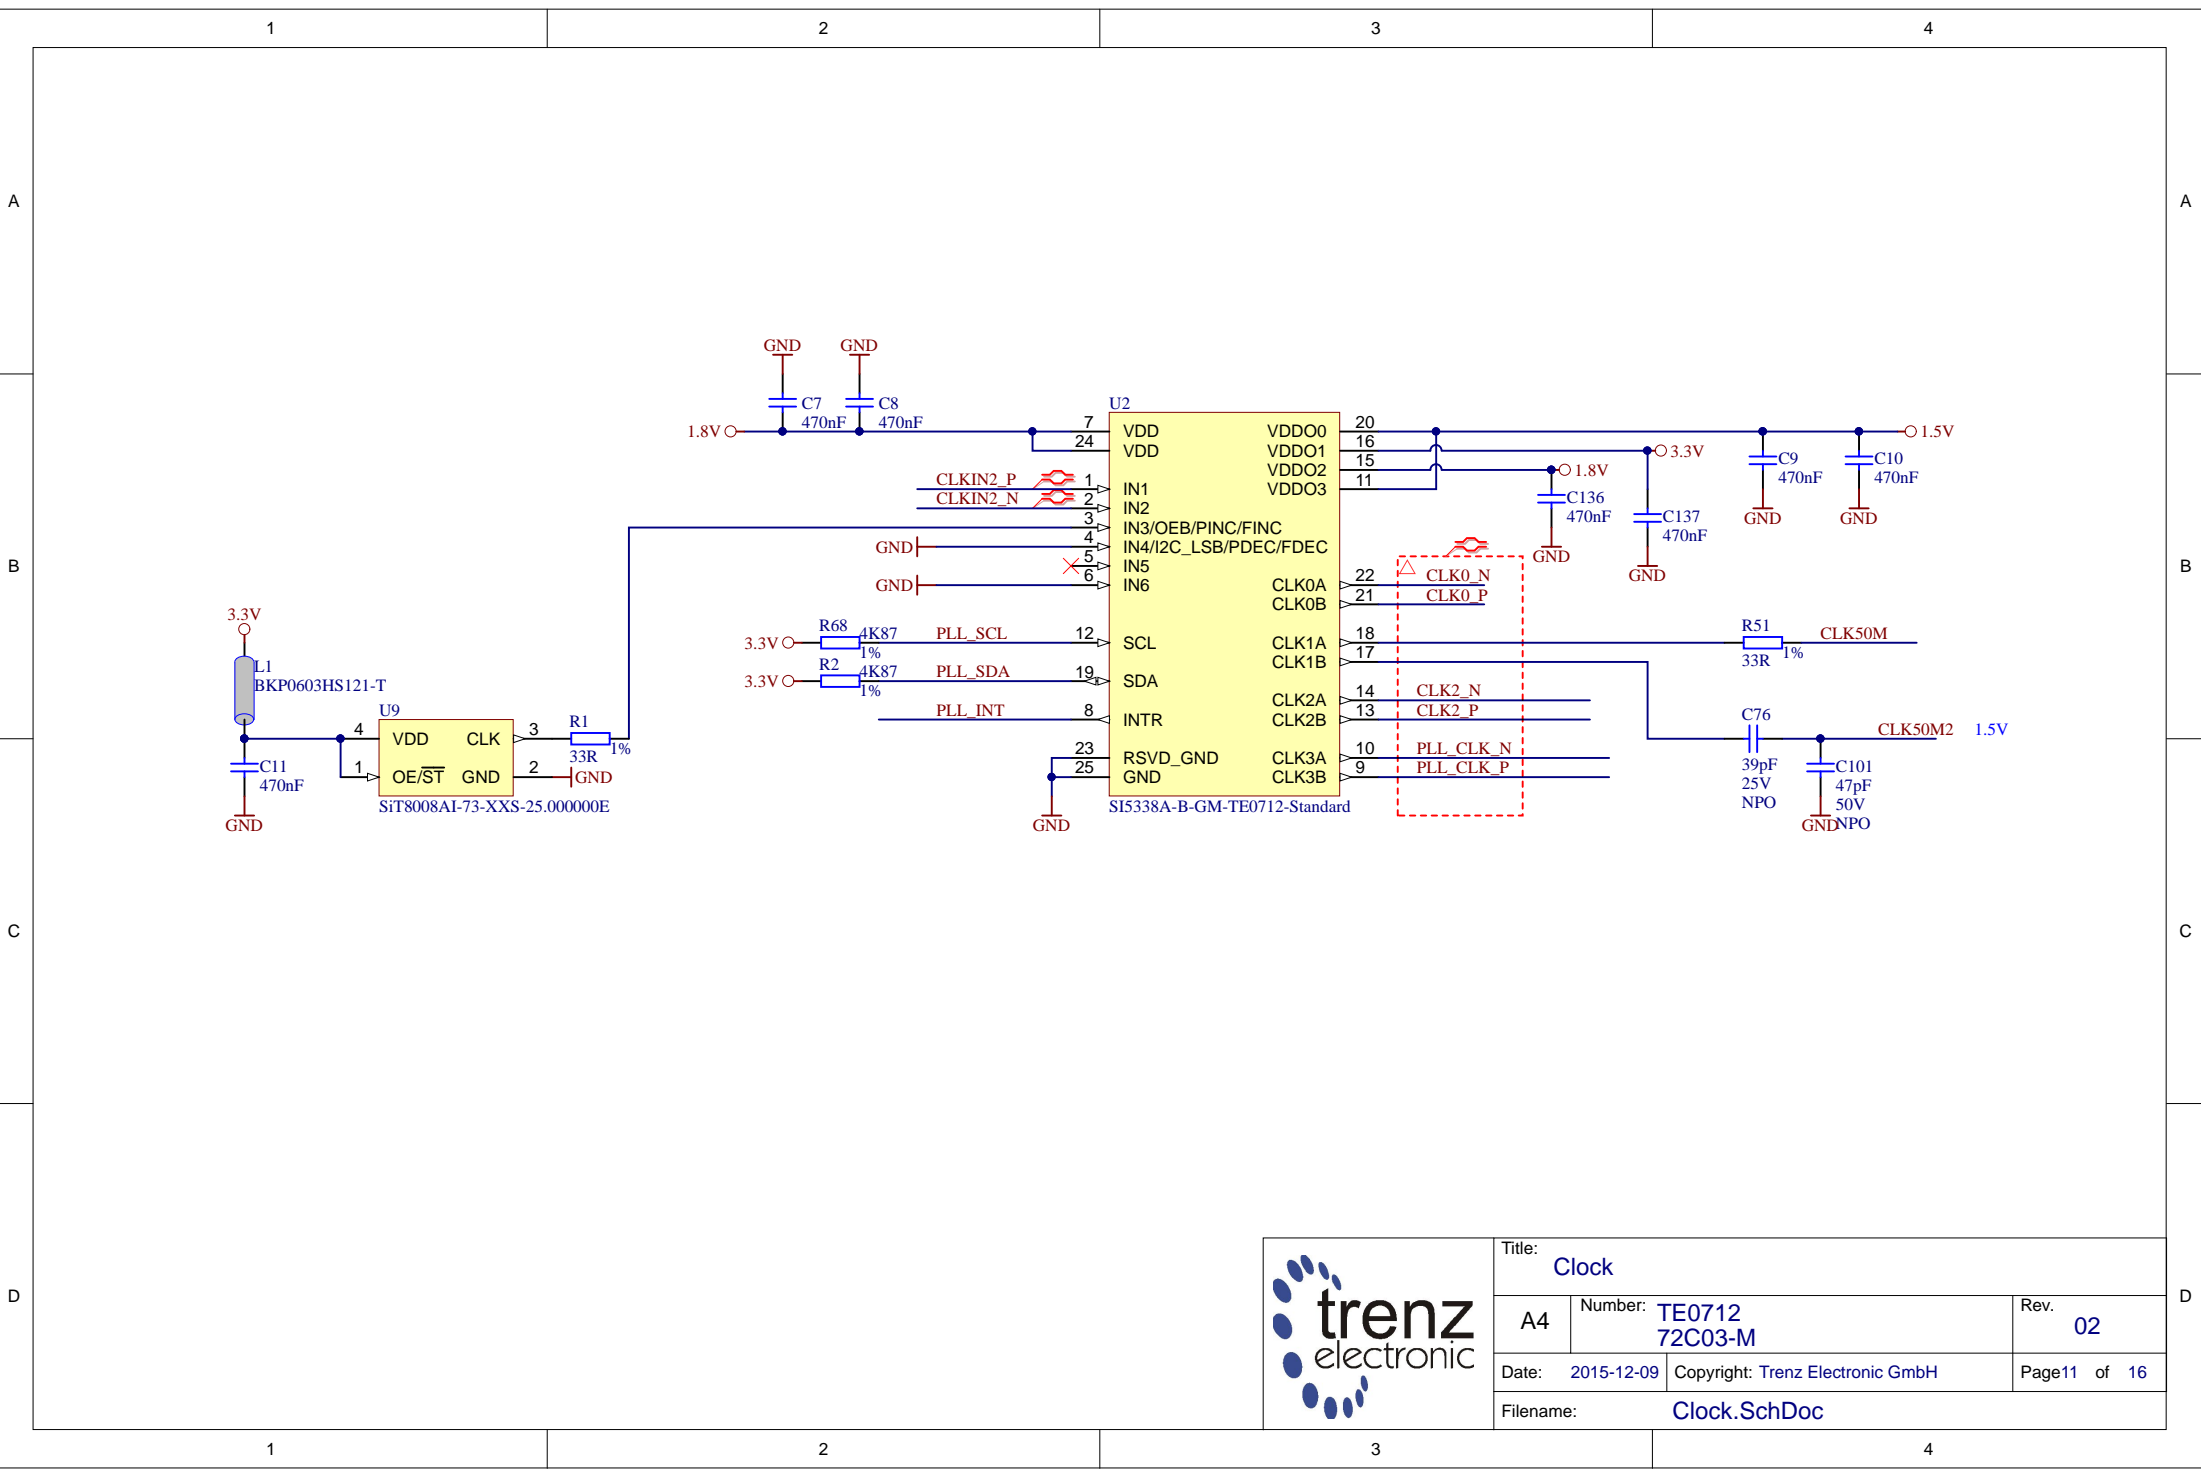 1 2 3 4
A A
B B
C C
D D
GND GND
C7
470nF
C8
470nF
1.8V
U2
7 VDD
24 VDD
CLKIN2_P 1 IN1
CLKIN2_N 2 IN2
3 IN3/OEB/PINC/FINC
GND 4 IN4/I2C_LSB/PDEC/FDEC
5 IN5
GND 6 IN6
3.3V R68 4K87 1% PLL_SCL 12 SCL
3.3V R2 4K87 1% PLL_SDA 19 SDA
PLL_INT 8 INTR
23 RSVD_GND
25 GND
GND
SI5338A-B-GM-TE0712-Standard
VDDO0 20
VDDO1 16
VDDO2 15
VDDO3 11
1.5V
3.3V
1.8V
C9
470nF
GND
C10
470nF
GND
C136
470nF
GND
C137
470nF
GND
CLK0A 22 CLK0_N
CLK0B 21 CLK0_P
CLK1A 18 R51 33R 1% CLK50M
CLK1B 17
CLK2A 14 CLK2_N
CLK2B 13 CLK2_P
CLK3A 10 PLL_CLK_N
CLK3B 9 PLL_CLK_P
C76
39pF
25V
NPO
CLK50M2 1.5V
C101
47pF
50V
NPO
GND
3.3V
L1
BKP0603HS121-T
C11
470nF
GND
U9
4 VDD CLK 3
1 OE/ST GND 2
GND
SiT8008AI-73-XXS-25.000000E
R1
33R 1%
trenz
electronic
Title:
Clock
A4
Number: TE0712
72C03-M
Rev.
02
Date: 2015-12-09
Copyright: Trenz Electronic GmbH
Page11 of 16
Filename: Clock.SchDoc
1 2 3 4